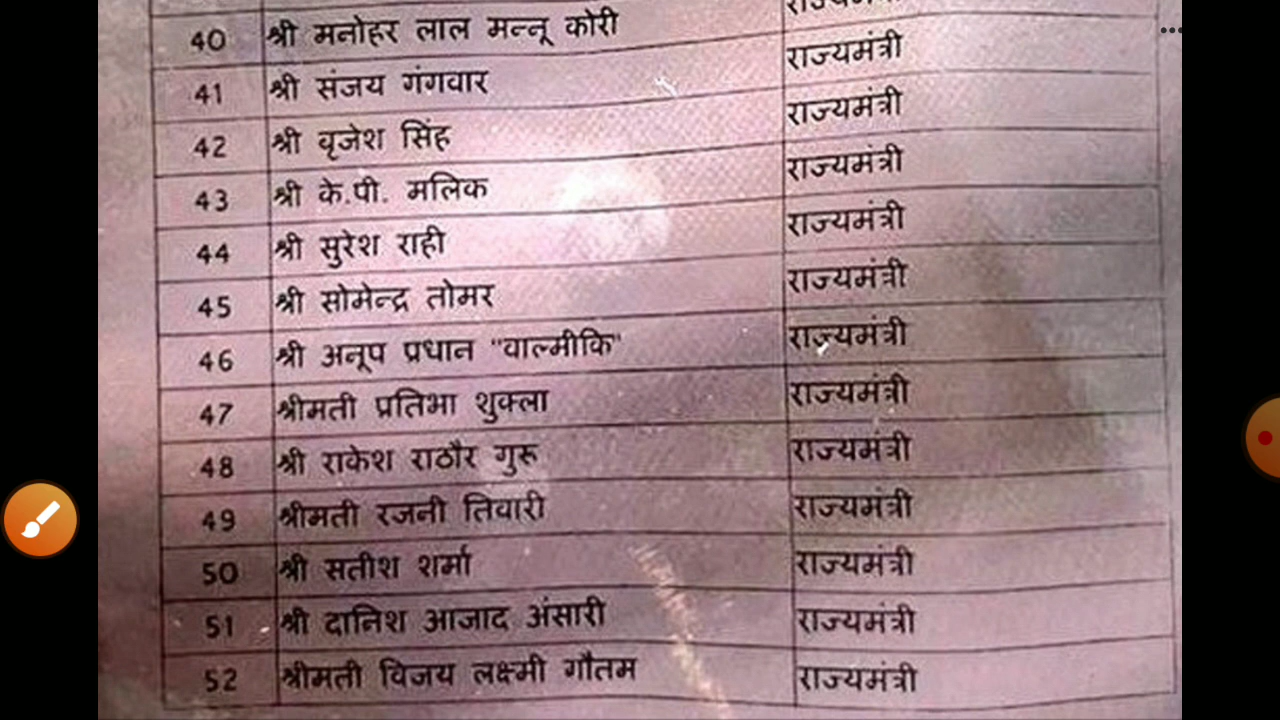 40 श्री मनोहर लाल मन्नू कोरी राज्यमंत्री
41 श्री संजय गंगवार राज्यमंत्री
42 श्री वृजेश सिंह राज्यमंत्री
43 श्री के.पी. मलिक राज्यमंत्री
44 श्री सुरेश राही राज्यमंत्री
45 श्री सोमेन्द्र तोमर राज्यमंत्री
46 श्री अनूप प्रधान "वाल्मीकि" राज्यमंत्री
47 श्रीमती प्रतिभा शुक्ला राज्यमंत्री
48 श्री राकेश राठौर गुरू राज्यमंत्री
49 श्रीमती रजनी तिवारी राज्यमंत्री
50 श्री सतीश शर्मा राज्यमंत्री
51 श्री दानिश आजाद अंसारी राज्यमंत्री
52 श्रीमती विजय लक्ष्मी गौतम राज्यमंत्री